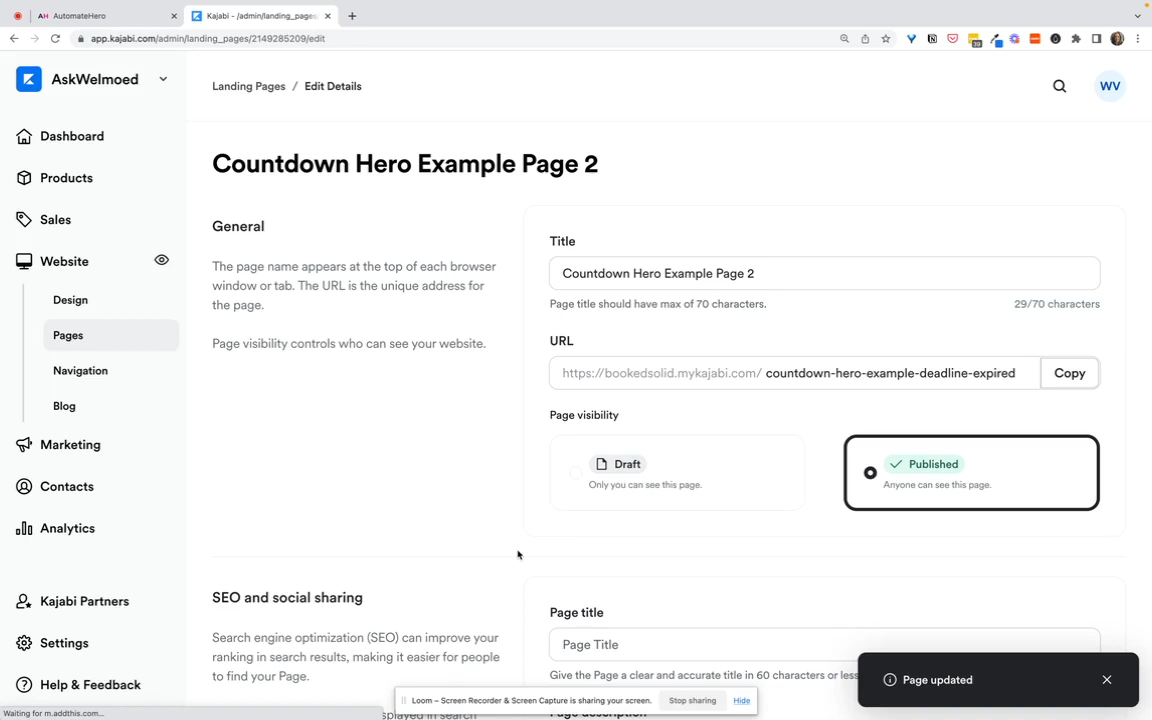 AH AutomateHero
Kajabi - /admin/landing_pages
app.kajabi.com/admin/landing_pages/2149285209/edit
AskWelmoed
Landing Pages / Edit Details
WV
Dashboard
Products
Sales
Website
Design
Pages
Navigation
Blog
Marketing
Contacts
Analytics
Kajabi Partners
Settings
Help & Feedback
Countdown Hero Example Page 2
General
The page name appears at the top of each browser
window or tab. The URL is the unique address for
the page.
Page visibility controls who can see your website.
Title
Countdown Hero Example Page 2
Page title should have max of 70 characters. 29/70 characters
URL
https://bookedsolid.mykajabi.com/ countdown-hero-example-deadline-expired Copy
Page visibility
Draft
Only you can see this page.
Published
Anyone can see this page.
SEO and social sharing
Search engine optimization (SEO) can improve your
ranking in search results, making it easier for people
to find your Page.
displayed in search
Page title
Page Title
Give the Page a clear and accurate title in 60 characters or less
Page description
Page updated
Loom – Screen Recorder & Screen Capture is sharing your screen. Stop sharing Hide
Waiting for m.addthis.com...